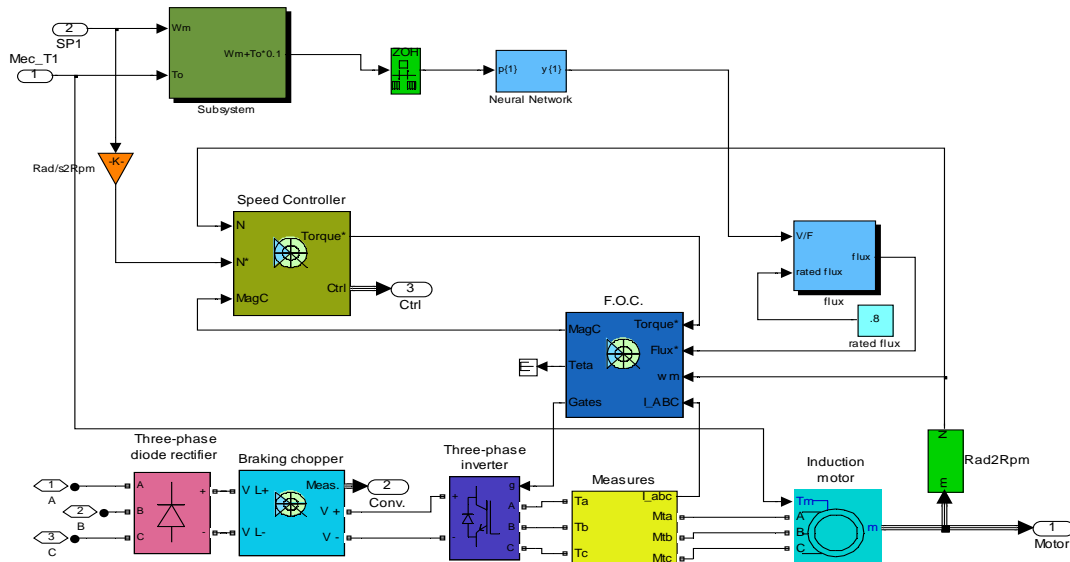 2
SP1
Mec_T1
1
Wm
To
Wm+To*0.1
Subsystem
ZOH
p{1}
y{1}
Neural Network
-K-
Rad/s2Rpm
Speed Controller
N
N*
MagC
Torque*
Ctrl
3
Ctrl
V/F
rated flux
flux
flux
.8
rated flux
F.O.C.
MagC
Teta
Gates
Torque*
Flux*
wm
I_ABC
N
Rad2Rpm
Three-phase
diode rectifier
1
A
2
B
3
C
A
B
C
+
-
Braking chopper
V L+
V L-
Meas.
V +
V -
2
Conv.
Three-phase
inverter
g
+
-
A
B
C
Measures
Ta
Tb
Tc
I_abc
Mta
Mtb
Mtc
Induction
motor
Tm
A
B
C
m
1
Motor